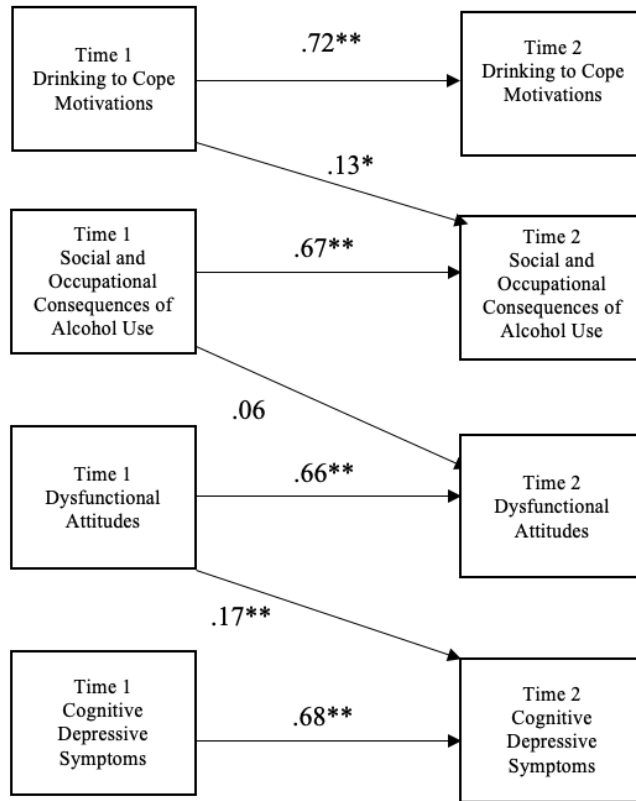 Time 1
Drinking to Cope
Motivations
.72**
Time 2
Drinking to Cope
Motivations
.13*
Time 1
Social and
Occupational
Consequences of
Alcohol Use
.67**
Time 2
Social and
Occupational
Consequences of
Alcohol Use
.06
Time 1
Dysfunctional
Attitudes
.66**
Time 2
Dysfunctional
Attitudes
.17**
Time 1
Cognitive
Depressive
Symptoms
.68**
Time 2
Cognitive
Depressive
Symptoms